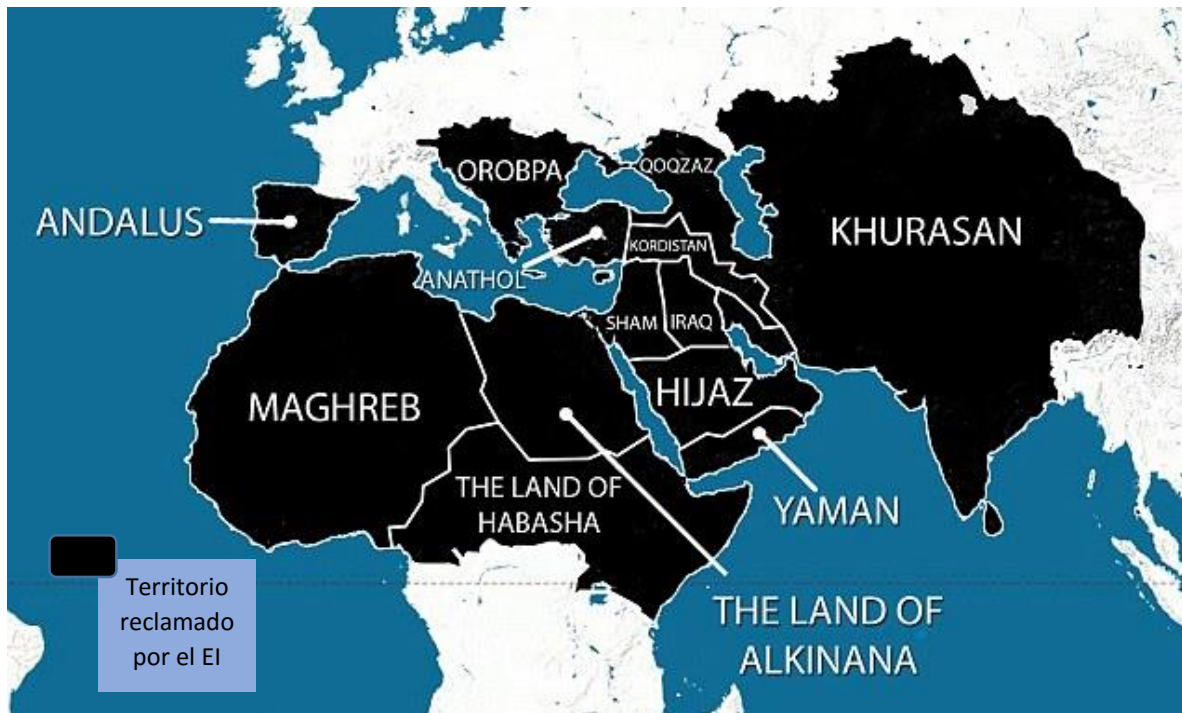 OROBPA
QOQZAZ
ANDALUS
KHURASAN
KORDISTAN
ANATHOL
SHAM
IRAQ
MAGHREB
HIJAZ
THE LAND OF
HABASHA
YAMAN
Territorio
reclamado
por el EI
THE LAND OF
ALKINANA